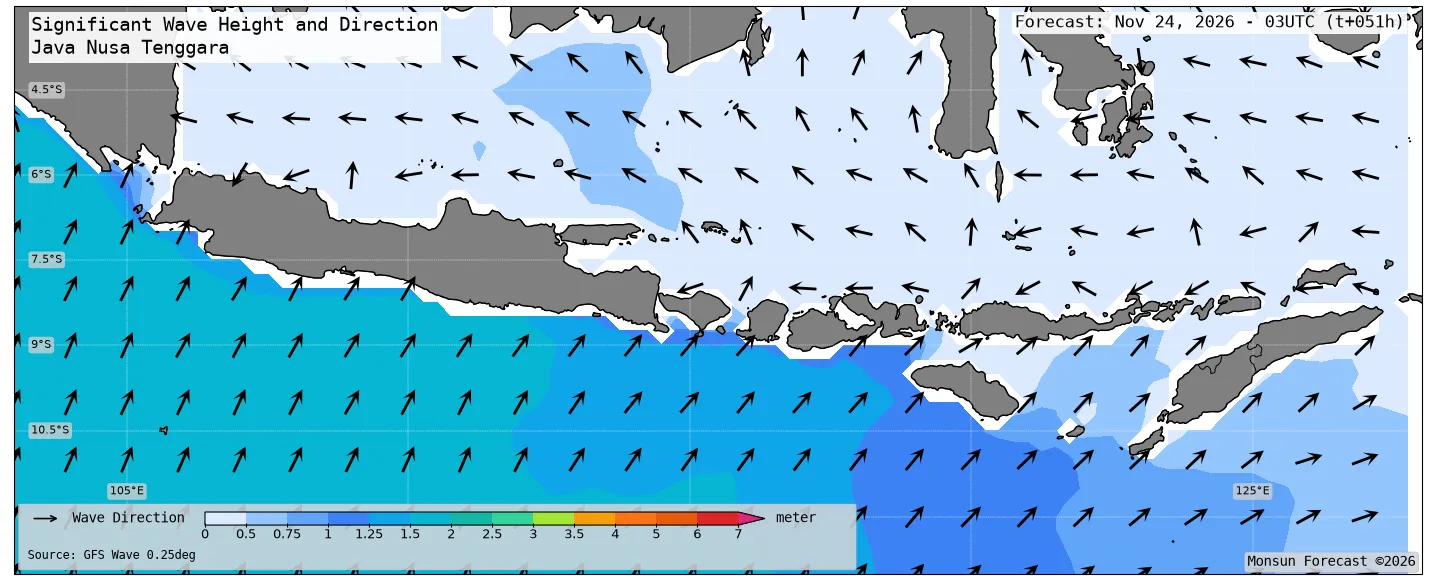 Significant Wave Height and Direction
Java Nusa Tenggara
Forecast: Nov 24, 2026 - 03UTC (t+051h)
4.5°S
6°S
7.5°S
9°S
10.5°S
105°E
125°E
Wave Direction
meter
0 0.5 0.75 1 1.25 1.5 2 2.5 3 3.5 4 5 6 7
Source: GFS Wave 0.25deg
Monsun Forecast ©2026